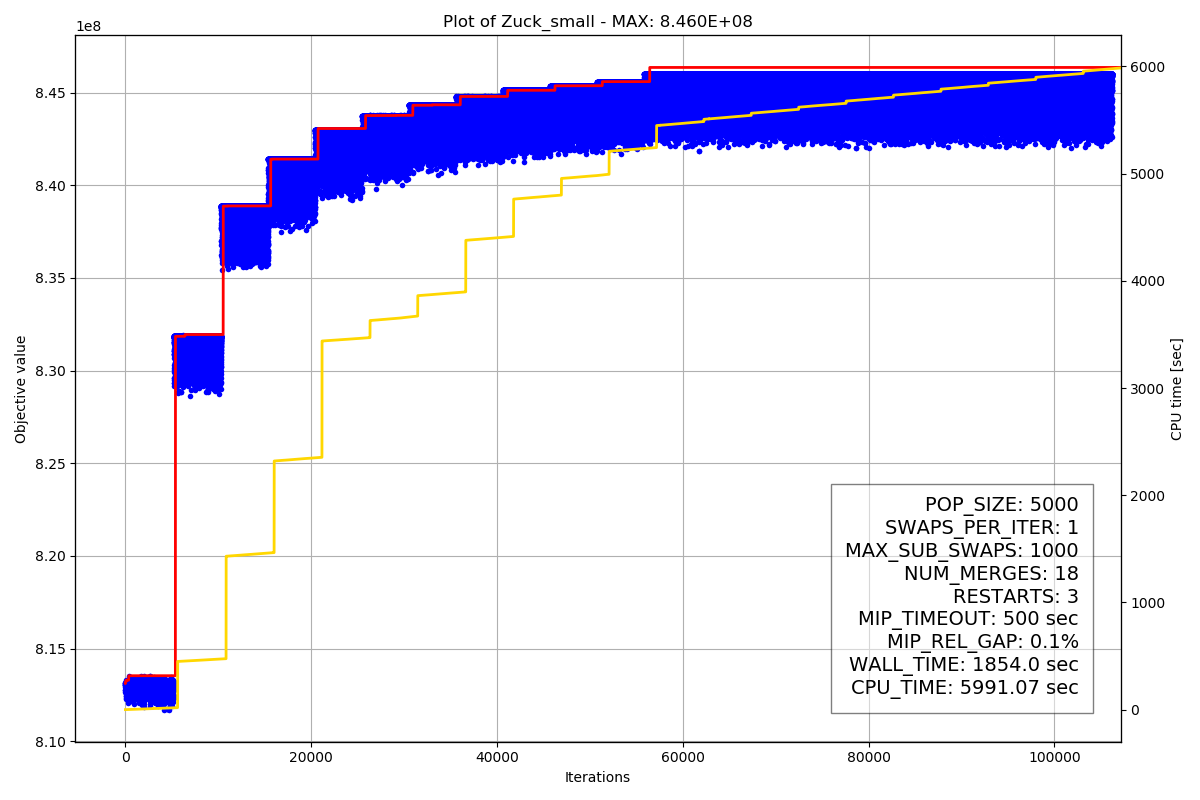 Plot of Zuck_small - MAX: 8.460E+08
1e8
8.45
8.40
8.35
8.30
8.25
8.20
8.15
8.10
Objective value
0
20000
40000
60000
80000
100000
Iterations
6000
5000
4000
3000
2000
1000
0
CPU time [sec]
POP_SIZE: 5000
SWAPS_PER_ITER: 1
MAX_SUB_SWAPS: 1000
NUM_MERGES: 18
RESTARTS: 3
MIP_TIMEOUT: 500 sec
MIP_REL_GAP: 0.1%
WALL_TIME: 1854.0 sec
CPU_TIME: 5991.07 sec